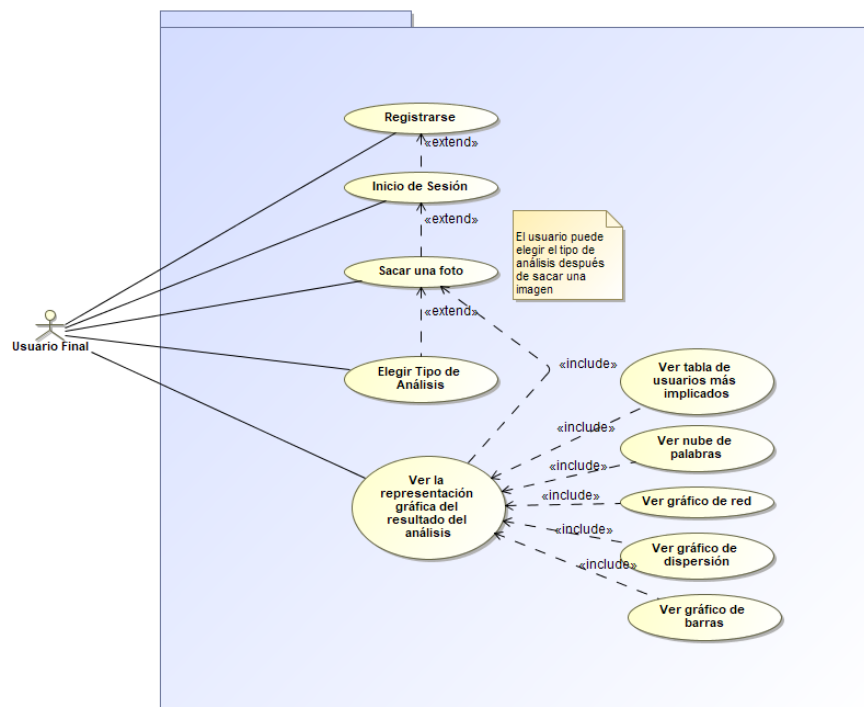 Registrarse
«extend»
Inicio de Sesión
«extend»
El usuario puede
elegir el tipo de
análisis después
de sacar una
imagen
Sacar una foto
«extend»
Usuario Final
Elegir Tipo de
Análisis
«include»
Ver tabla de
usuarios más
implicados
«include»
Ver nube de
palabras
«include»
Ver la
representación
gráfica del
resultado del
análisis
«include»
Ver gráfico de red
«include»
Ver gráfico de
dispersión
«include»
Ver gráfico de
barras